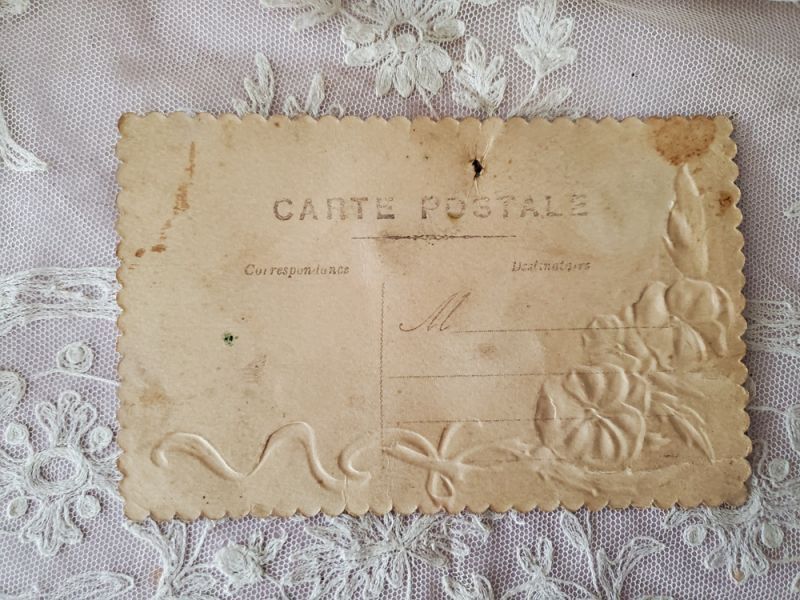 CARTE POSTALE
Correspondance
Destinataire
M